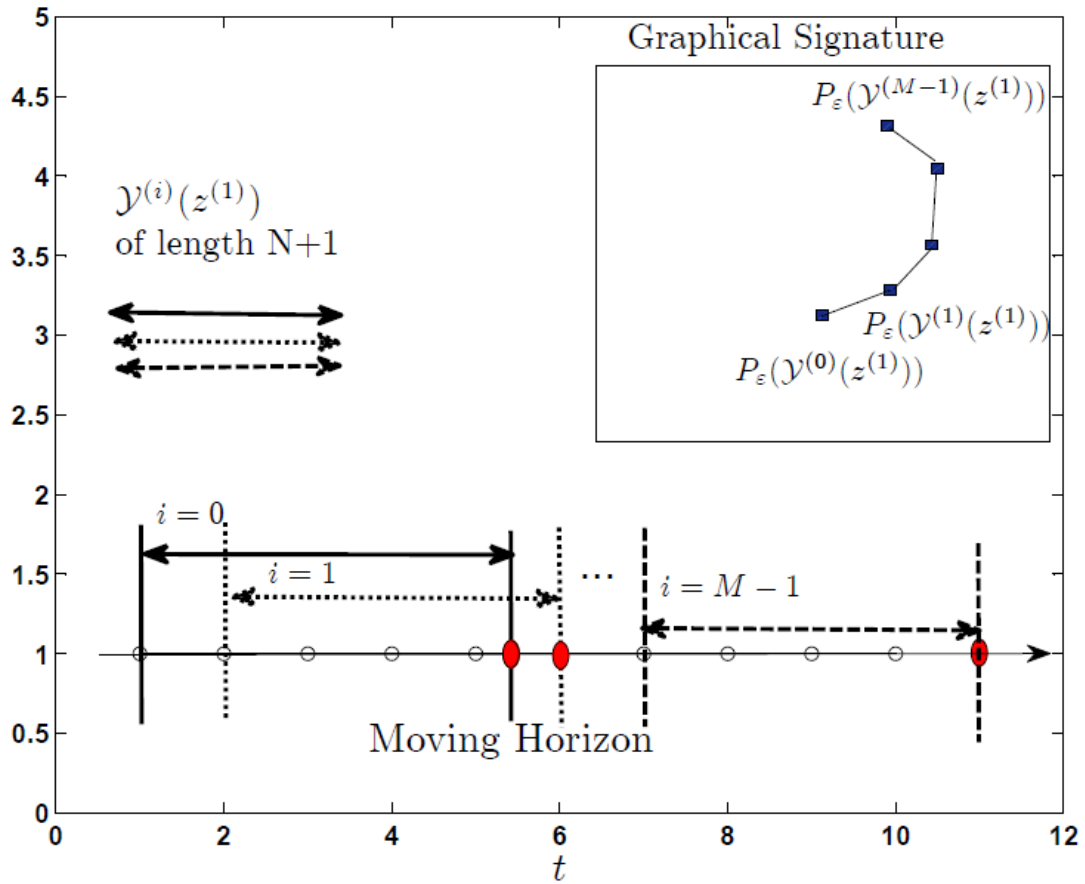 5
4.5
4
3.5
3
2.5
2
1.5
1
0.5
0
Graphical Signature
P_ε(𝒴^(M−1)(z^(1)))
P_ε(𝒴^(1)(z^(1)))
P_ε(𝒴^(0)(z^(1)))
𝒴^(i)(z^(1))
of length N+1
i = 0
i = 1
...
i = M − 1
Moving Horizon
0 2 4 6 8 10 12
t